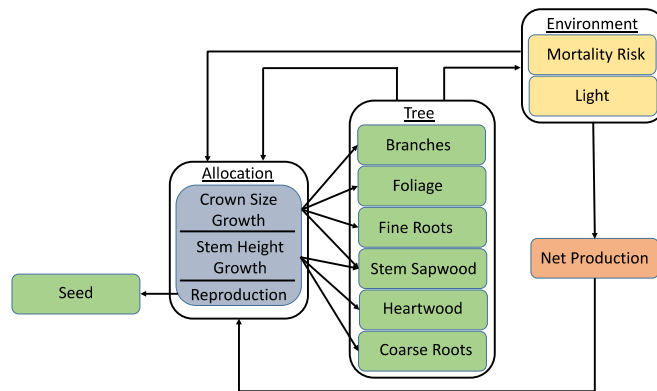 Environment
Mortality Risk
Light
Tree
Branches
Foliage
Fine Roots
Stem Sapwood
Heartwood
Coarse Roots
Allocation
Crown Size
Growth
Stem Height
Growth
Reproduction
Seed
Net Production